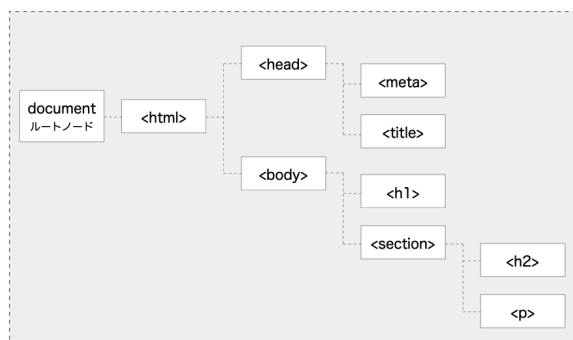 document
ルートノード
<html>
<head>
<meta>
<title>
<body>
<h1>
<section>
<h2>
<p>